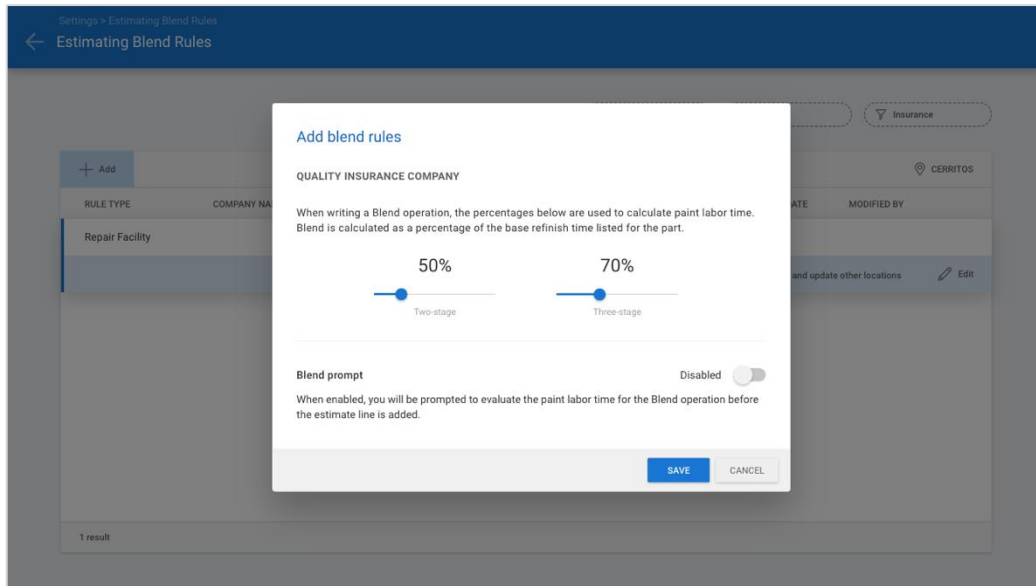 Settings > Estimating Blend Rules
Estimating Blend Rules
Insurance
Add
CERRITOS
RULE TYPE COMPANY NA ATE MODIFIED BY
Repair Facility
and update other locations Edit
Add blend rules
QUALITY INSURANCE COMPANY
When writing a Blend operation, the percentages below are used to calculate paint labor time.
Blend is calculated as a percentage of the base refinish time listed for the part.
50% 70%
Two-stage Three-stage
Blend prompt Disabled
When enabled, you will be prompted to evaluate the paint labor time for the Blend operation before
the estimate line is added.
SAVE CANCEL
1 result